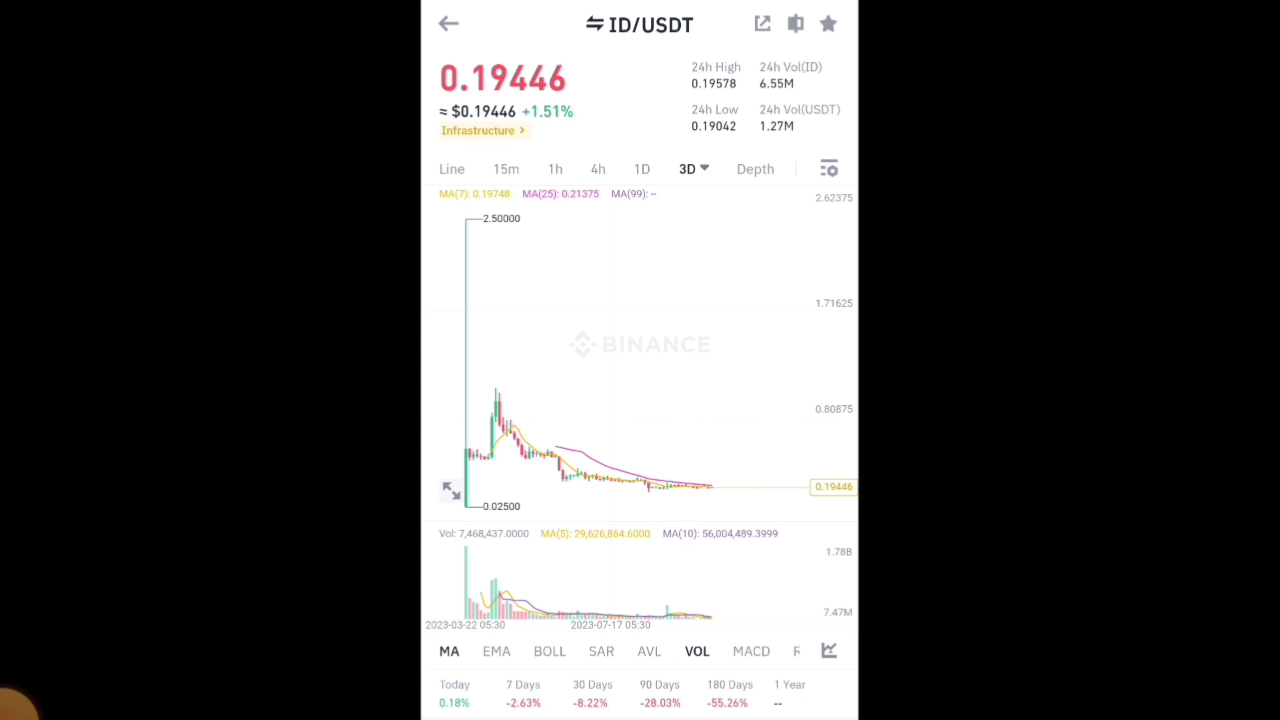 ID/USDT
0.19446
≈ $0.19446 +1.51%
Infrastructure >
24h High
0.19578
24h Vol(ID)
6.55M
24h Low
0.19042
24h Vol(USDT)
1.27M
Line 15m 1h 4h 1D 3D Depth
MA(7): 0.19748 MA(25): 0.21375 MA(99): --
2.62375
2.50000
1.71625
BINANCE
0.80875
0.19446
0.02500
Vol: 7,468,437.0000 MA(5): 29,626,864.6000 MA(10): 56,004,489.3999
1.78B
7.47M
2023-03-22 05:30 2023-07-17 05:30
MA EMA BOLL SAR AVL VOL MACD R
Today 7 Days 30 Days 90 Days 180 Days 1 Year
0.18% -2.63% -8.22% -28.03% -55.26% --